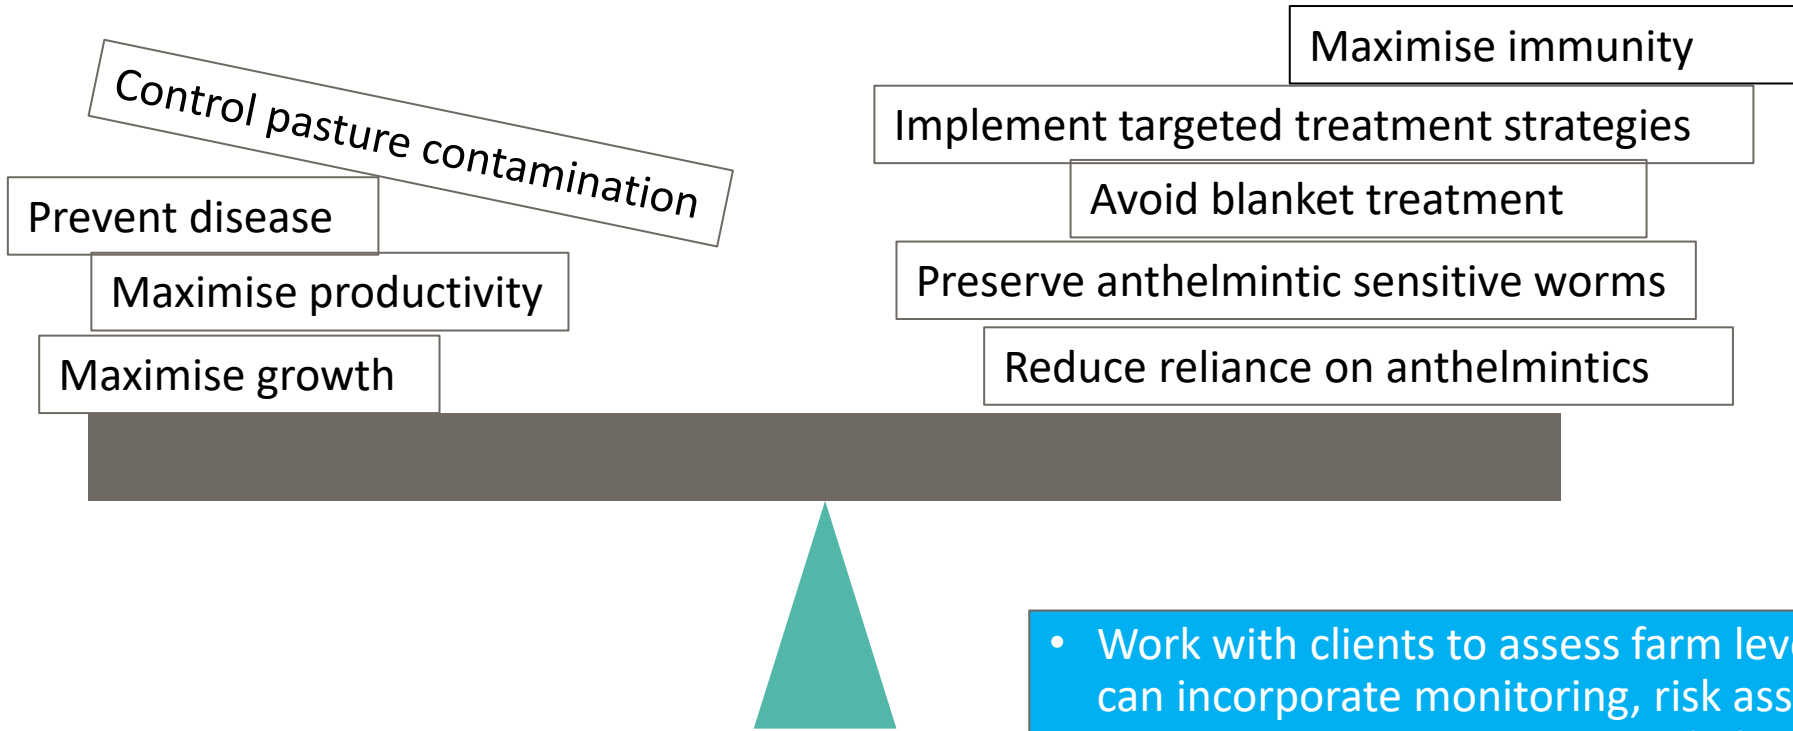 Maximise immunity
Control pasture contamination
Implement targeted treatment strategies
Prevent disease
Avoid blanket treatment
Maximise productivity
Preserve anthelmintic sensitive worms
Maximise growth
Reduce reliance on anthelmintics
• Work with clients to assess farm
can incorporate monitoring, risk